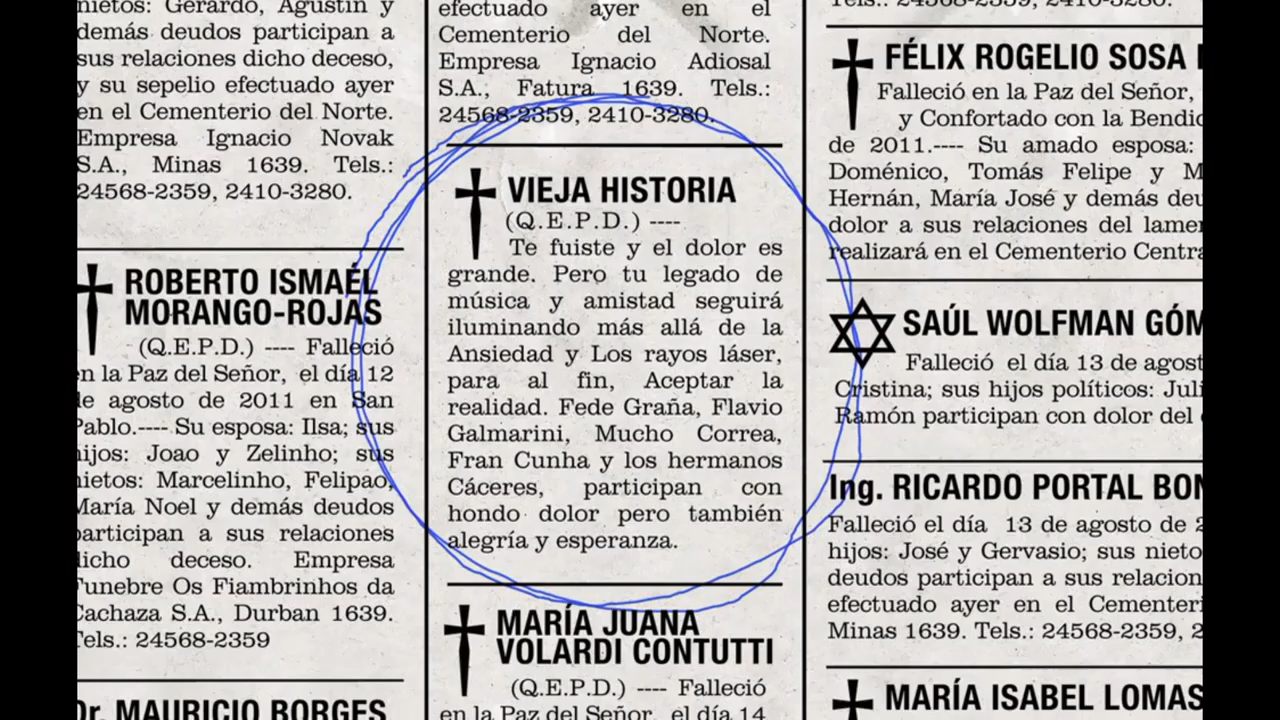 nietos: Gerardo, Agustín y
demás deudos participan a
sus relaciones dicho deceso,
y su sepelio efectuado ayer
en el Cementerio del Norte.
Empresa Ignacio Novak
S.A., Minas 1639. Tels.:
24568-2359, 2410-3280.
ROBERTO ISMAÉL
MORANGO-ROJAS
(Q.E.P.D.) ---- Falleció
en la Paz del Señor, el día 12
de agosto de 2011 en San
Pablo.---- Su esposa: Ilsa; sus
hijos: Joao y Zelinho; sus
nietos: Marcelinho, Felipao,
María Noel y demás deudos
participan a sus relaciones
dicho deceso. Empresa
Funebre Os Fiambrinhos da
Cachaza S.A., Durban 1639.
Tels.: 24568-2359
Dr. MAURICIO BORGES
efectuado ayer en el
Cementerio del Norte.
Empresa Ignacio Adiosal
S.A., Fatura 1639. Tels.:
24568-2359, 2410-3280.
VIEJA HISTORIA
(Q.E.P.D.) ----
Te fuiste y el dolor es
grande. Pero tu legado de
música y amistad seguirá
iluminando más allá de la
Ansiedad y Los rayos láser,
para al fin, Aceptar la
realidad. Fede Graña, Flavio
Galmarini, Mucho Correa,
Fran Cunha y los hermanos
Cáceres, participan con
hondo dolor pero también
alegría y esperanza.
MARÍA JUANA
VOLARDI CONTUTTI
(Q.E.P.D.) ---- Falleció
en la Paz del Señor, el día 14
Tels.: 24568-2359, 2410-3280.
FÉLIX ROGELIO SOSA
Falleció en la Paz del Señor,
y Confortado con la
de 2011.---- Su amado esposa:
Doménico, Tomás Felipe y
Hernán, María José y demás
dolor a sus relaciones del
realizará en el Cementerio
SAÚL WOLFMAN
Falleció el día 13 de
Cristina; sus hijos políticos:
Ramón participan con dolor del
Ing. RICARDO PORTAL
Falleció el día 13 de agosto de
hijos: José y Gervasio; sus
deudos participan a sus
efectuado ayer en el
Minas 1639. Tels.: 24568-2359,
MARÍA ISABEL